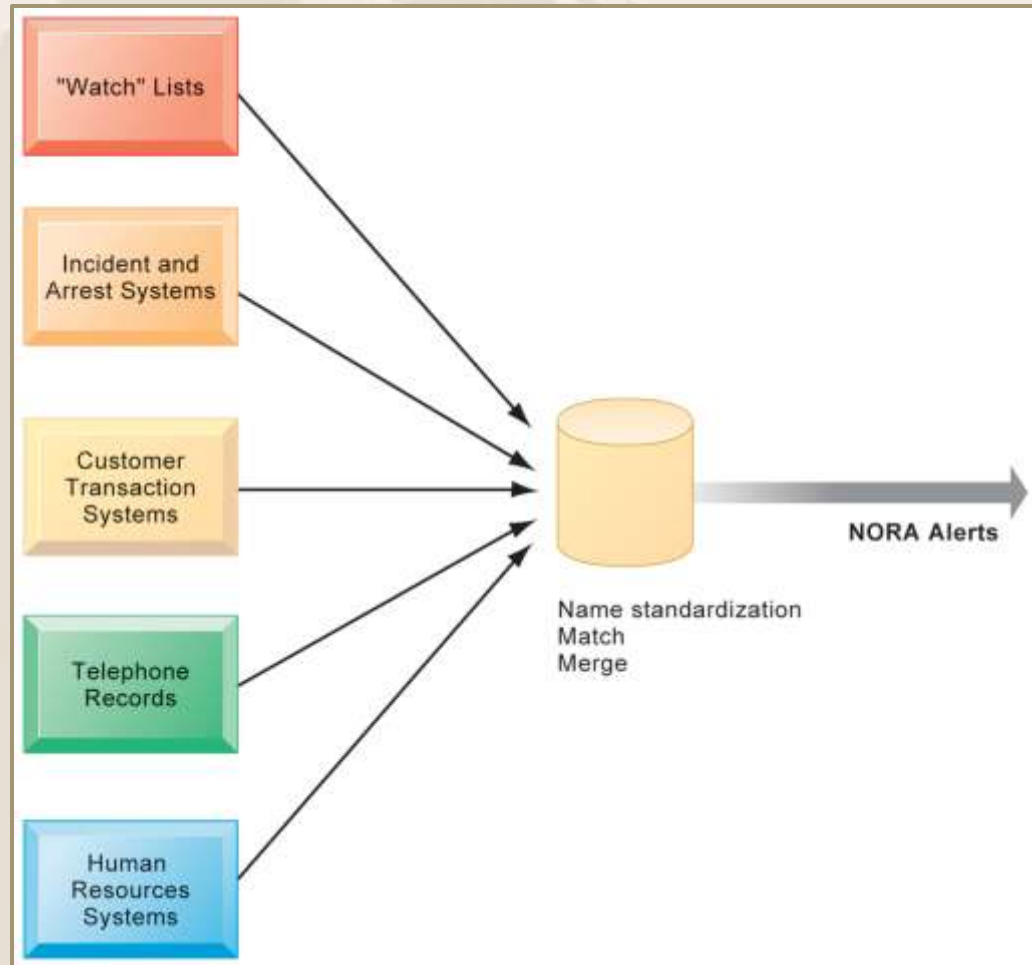 "Watch" Lists
Incident and
Arrest Systems
Customer
Transaction
Systems
Telephone
Records
Human
Resources
Systems
Name standardization
Match
Merge
NORA Alerts